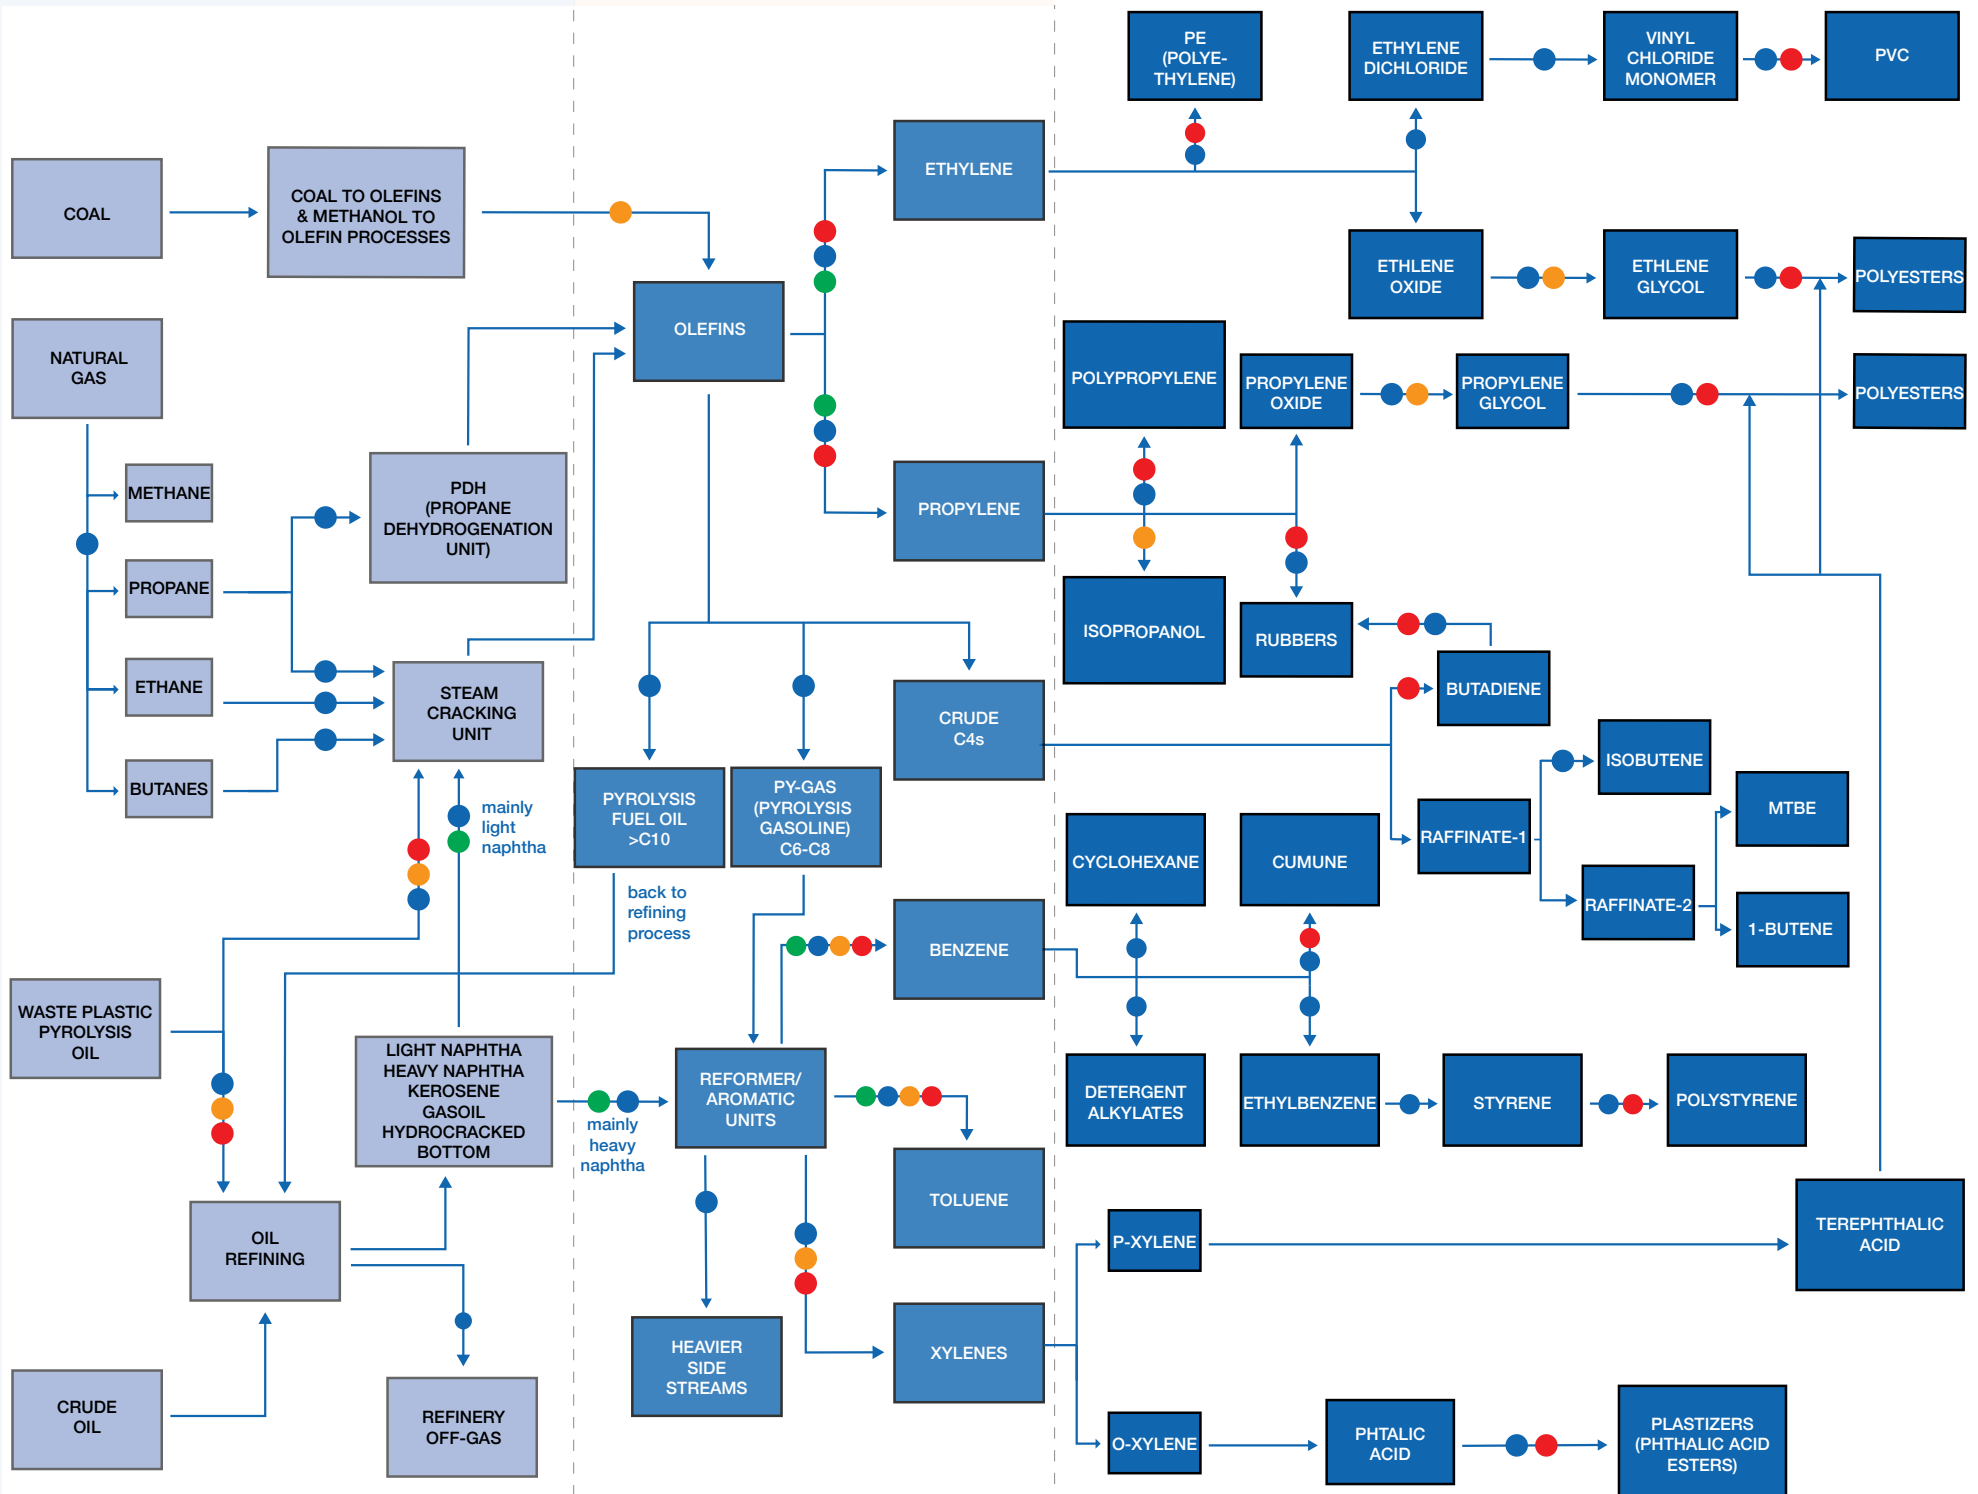 PE
(POLYE-
THYLENE)
ETHYLENE
DICHLORIDE
VINYL
CHLORIDE
MONOMER
PVC
COAL
COAL TO OLEFINS
& METHANOL TO
OLEFIN PROCESSES
ETHYLENE
NATURAL
GAS
OLEFINS
ETHLENE
OXIDE
ETHLENE
GLYCOL
POLYESTERS
POLYPROPYLENE
PROPYLENE
OXIDE
PROPYLENE
GLYCOL
POLYESTERS
METHANE
PDH
(PROPANE
DEHYDROGENATION
UNIT)
PROPYLENE
PROPANE
ISOPROPANOL
RUBBERS
ETHANE
STEAM
CRACKING
UNIT
CRUDE
C4s
BUTADIENE
BUTANES
mainly
light
naphtha
PYROLYSIS
FUEL OIL
>C10
PY-GAS
(PYROLYSIS
GASOLINE)
C6-C8
ISOBUTENE
MTBE
CYCLOHEXANE
CUMUNE
RAFFINATE-1
RAFFINATE-2
1-BUTENE
back to
refining
process
BENZENE
WASTE PLASTIC
PYROLYSIS
OIL
LIGHT NAPHTHA
HEAVY NAPHTHA
KEROSENE
GASOIL
HYDROCRACKED
BOTTOM
mainly
heavy
naphtha
REFORMER/
AROMATIC
UNITS
DETERGENT
ALKYLATES
ETHYLBENZENE
STYRENE
POLYSTYRENE
TOLUENE
OIL
REFINING
P-XYLENE
TEREPHTHALIC
ACID
HEAVIER
SIDE
STREAMS
XYLENES
CRUDE
OIL
REFINERY
OFF-GAS
O-XYLENE
PHTALIC
ACID
PLASTIZERS
(PHTHALIC ACID
ESTERS)